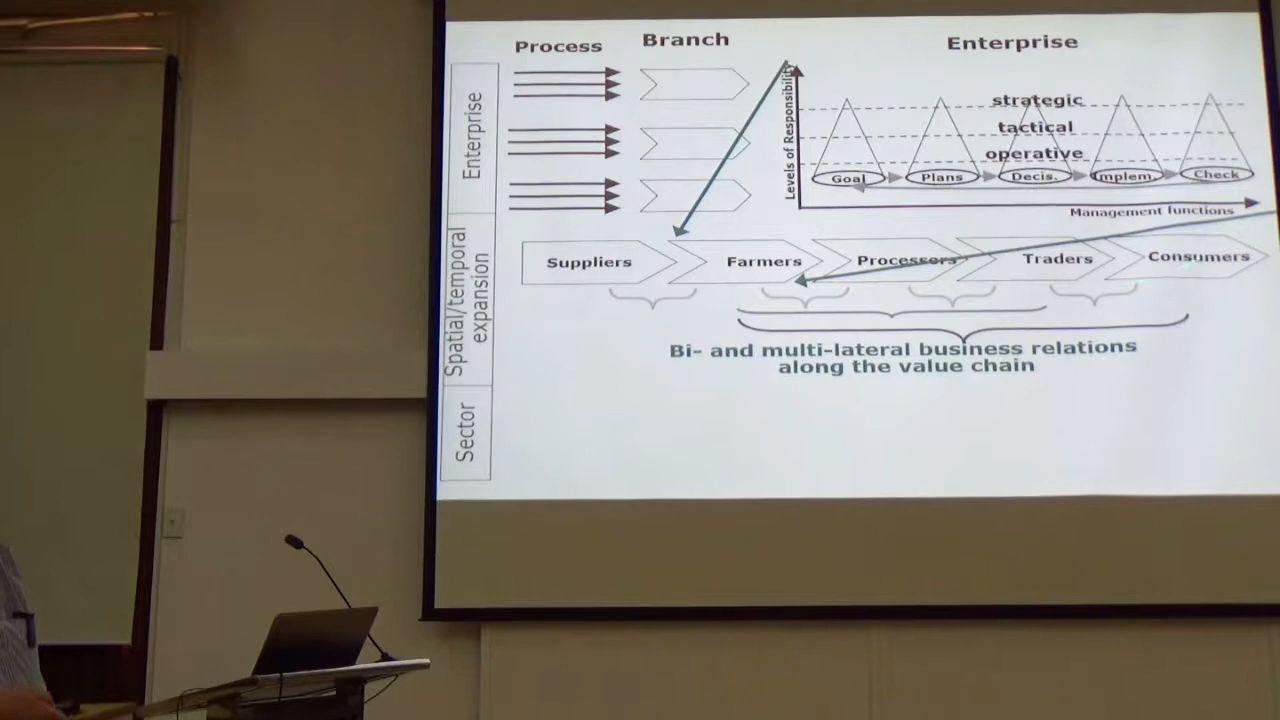 Process
Branch
Enterprise
Enterprise
Levels of Responsibility
strategic
tactical
operative
Goal
Plans
Decis.
Implem.
Check
Management functions
Spatial/temporal
expansion
Suppliers
Farmers
Processors
Traders
Consumers
Bi- and multi-lateral business relations
along the value chain
Sector